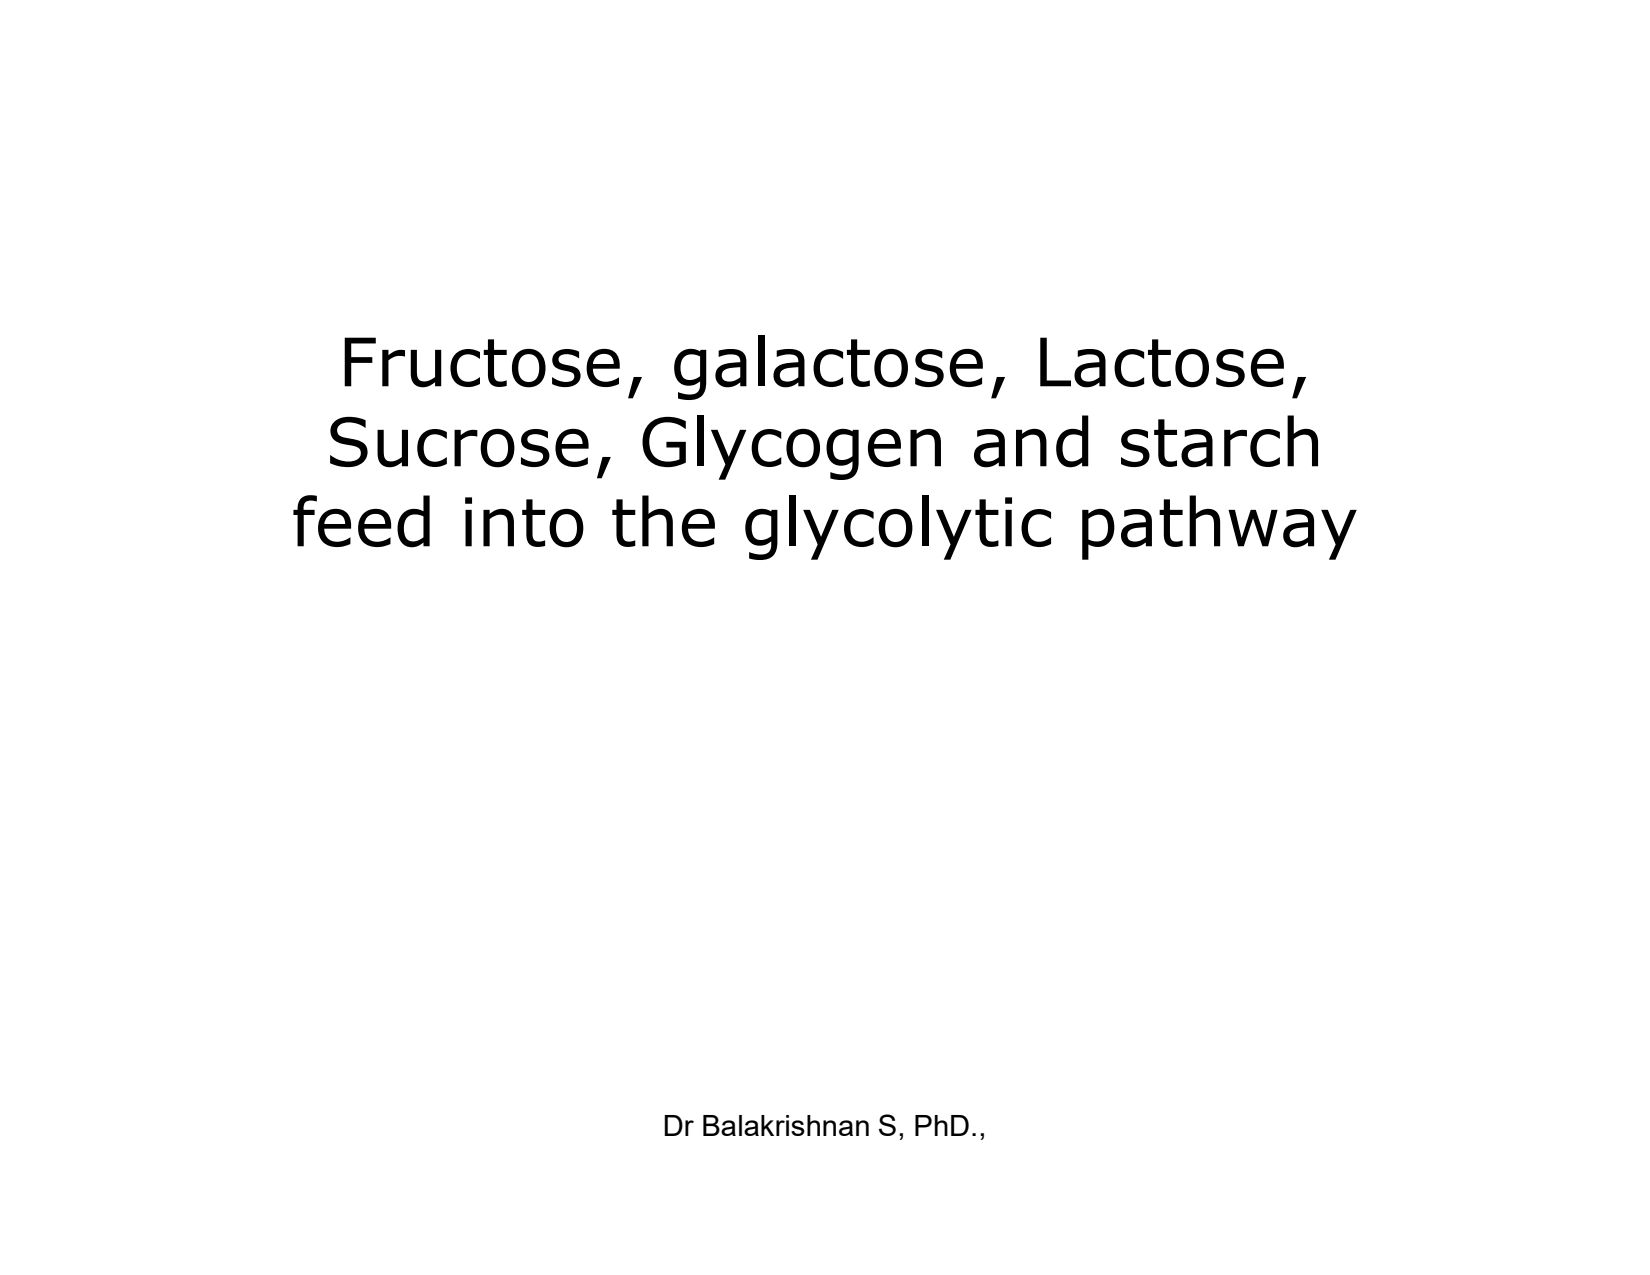 Fructose, galactose, Lactose,
Sucrose, Glycogen and starch
feed into the glycolytic pathway
Dr Balakrishnan S, PhD.,